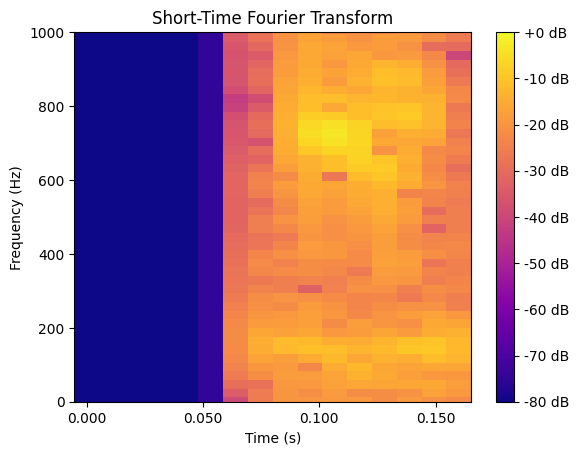 Short-Time Fourier Transform
1000
800
600
400
200
0
Frequency (Hz)
0.000
0.050
0.100
0.150
Time (s)
+0 dB
-10 dB
-20 dB
-30 dB
-40 dB
-50 dB
-60 dB
-70 dB
-80 dB